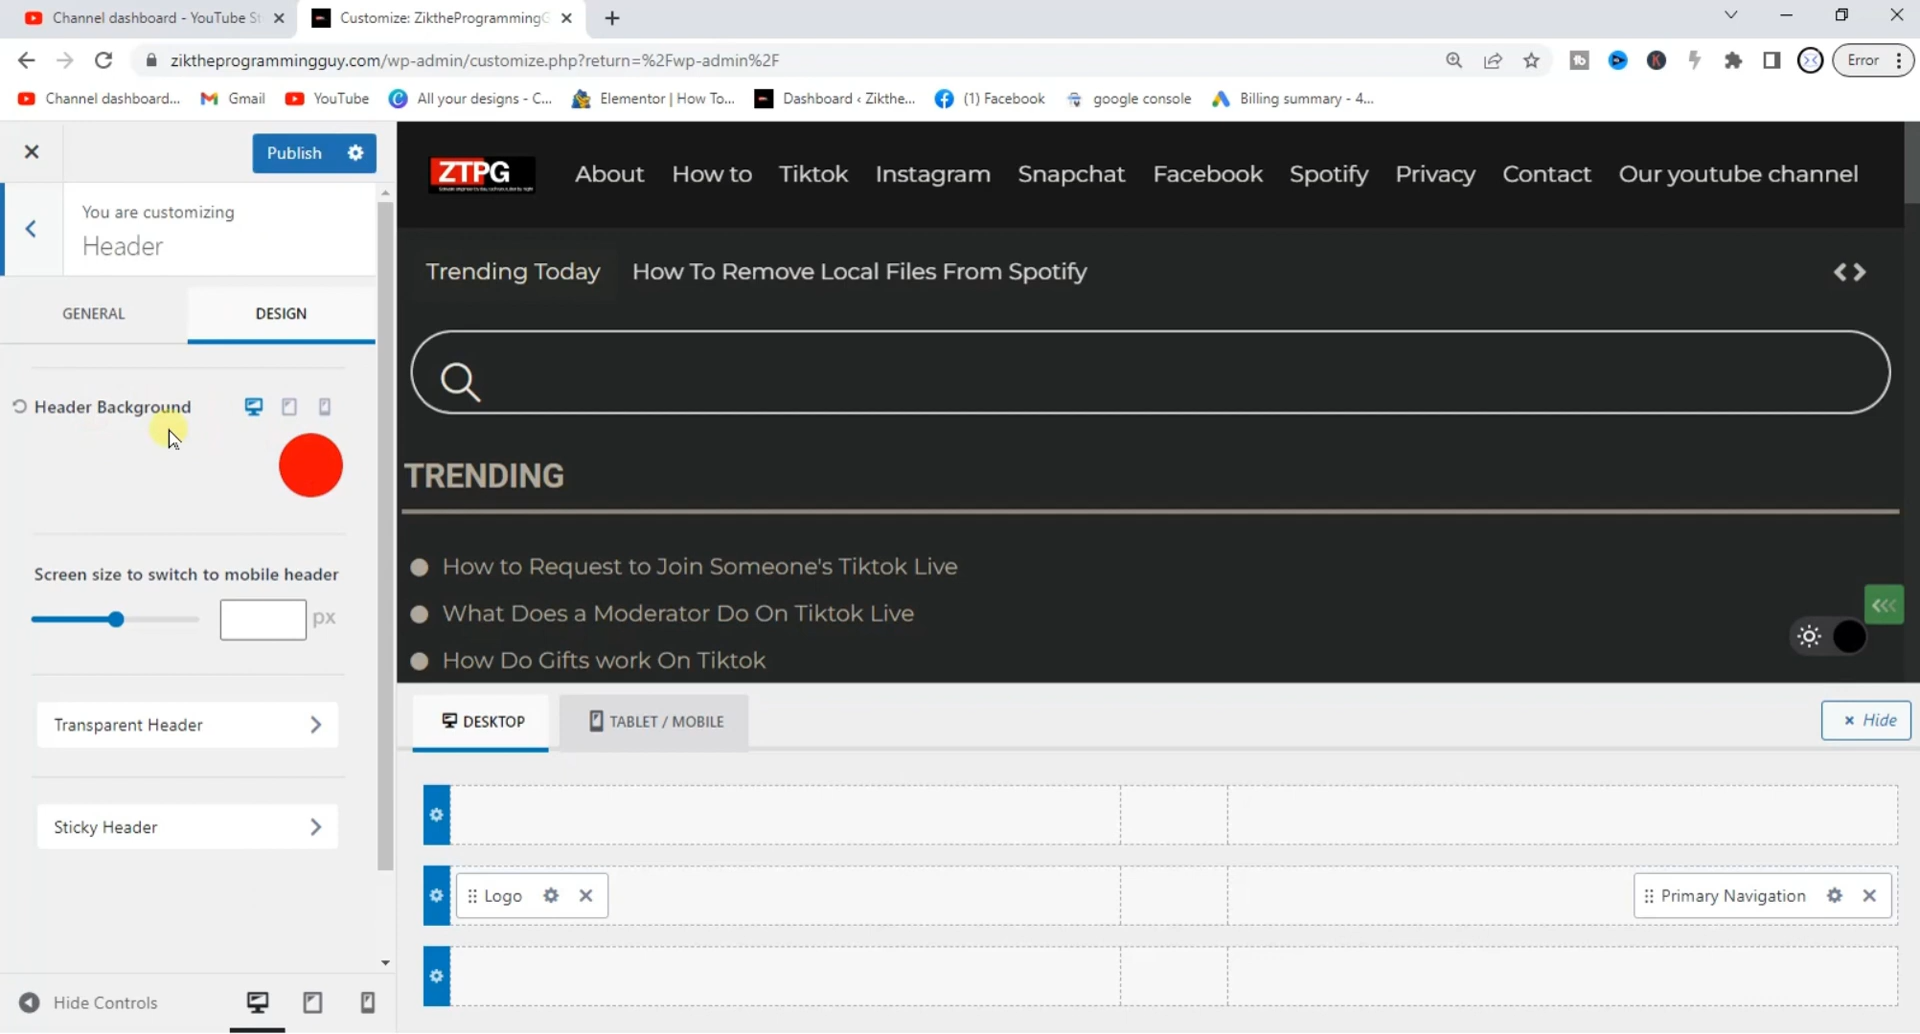 Channel dashboard - YouTube St
Customize: ZiktheProgrammingG
ziktheprogrammingguy.com/wp-admin/customize.php?return=%2Fwp-admin%2F
Error
Channel dashboard...
Gmail
YouTube
All your designs - C...
Elementor | How To...
Dashboard ‹ Zikthe...
(1) Facebook
google console
Billing summary - 4...
Publish
You are customizing
Header
GENERAL
DESIGN
Header Background
Screen size to switch to mobile header
px
Transparent Header
Sticky Header
Hide Controls
ZTPG
About How to Tiktok Instagram Snapchat Facebook Spotify Privacy Contact Our youtube channel
Trending Today How To Remove Local Files From Spotify
TRENDING
How to Request to Join Someone's Tiktok Live
What Does a Moderator Do On Tiktok Live
How Do Gifts work On Tiktok
DESKTOP
TABLET / MOBILE
× Hide
Logo
Primary Navigation